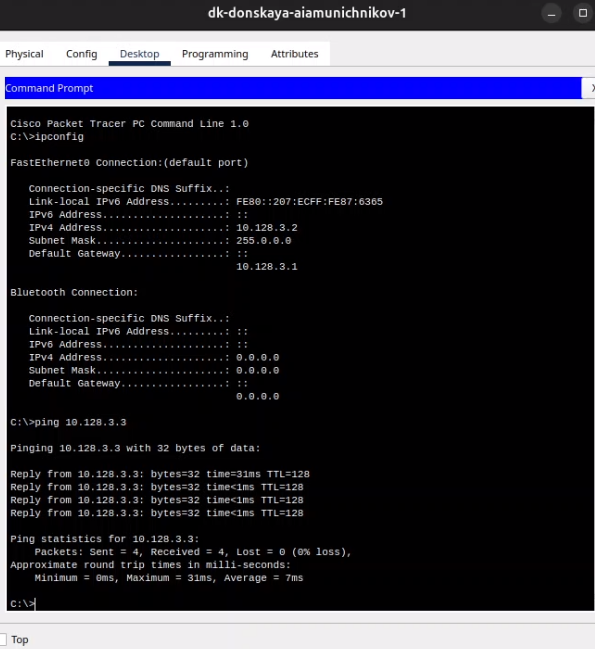 dk-donskaya-aiamunichnikov-1
Physical Config Desktop Programming Attributes
Command Prompt X
Cisco Packet Tracer PC Command Line 1.0
C:\>ipconfig
FastEthernet0 Connection:(default port)
Connection-specific DNS Suffix..:
Link-local IPv6 Address.........: FE80::207:ECFF:FE87:6365
IPv6 Address....................: ::
IPv4 Address....................: 10.128.3.2
Subnet Mask.....................: 255.0.0.0
Default Gateway.................: ::
10.128.3.1
Bluetooth Connection:
Connection-specific DNS Suffix..:
Link-local IPv6 Address.........: ::
IPv6 Address....................: ::
IPv4 Address....................: 0.0.0.0
Subnet Mask.....................: 0.0.0.0
Default Gateway.................: ::
0.0.0.0
C:\>ping 10.128.3.3
Pinging 10.128.3.3 with 32 bytes of data:
Reply from 10.128.3.3: bytes=32 time=31ms TTL=128
Reply from 10.128.3.3: bytes=32 time<1ms TTL=128
Reply from 10.128.3.3: bytes=32 time<1ms TTL=128
Reply from 10.128.3.3: bytes=32 time<1ms TTL=128
Ping statistics for 10.128.3.3:
Packets: Sent = 4, Received = 4, Lost = 0 (0% loss),
Approximate round trip times in milli-seconds:
Minimum = 0ms, Maximum = 31ms, Average = 7ms
C:\>
Top